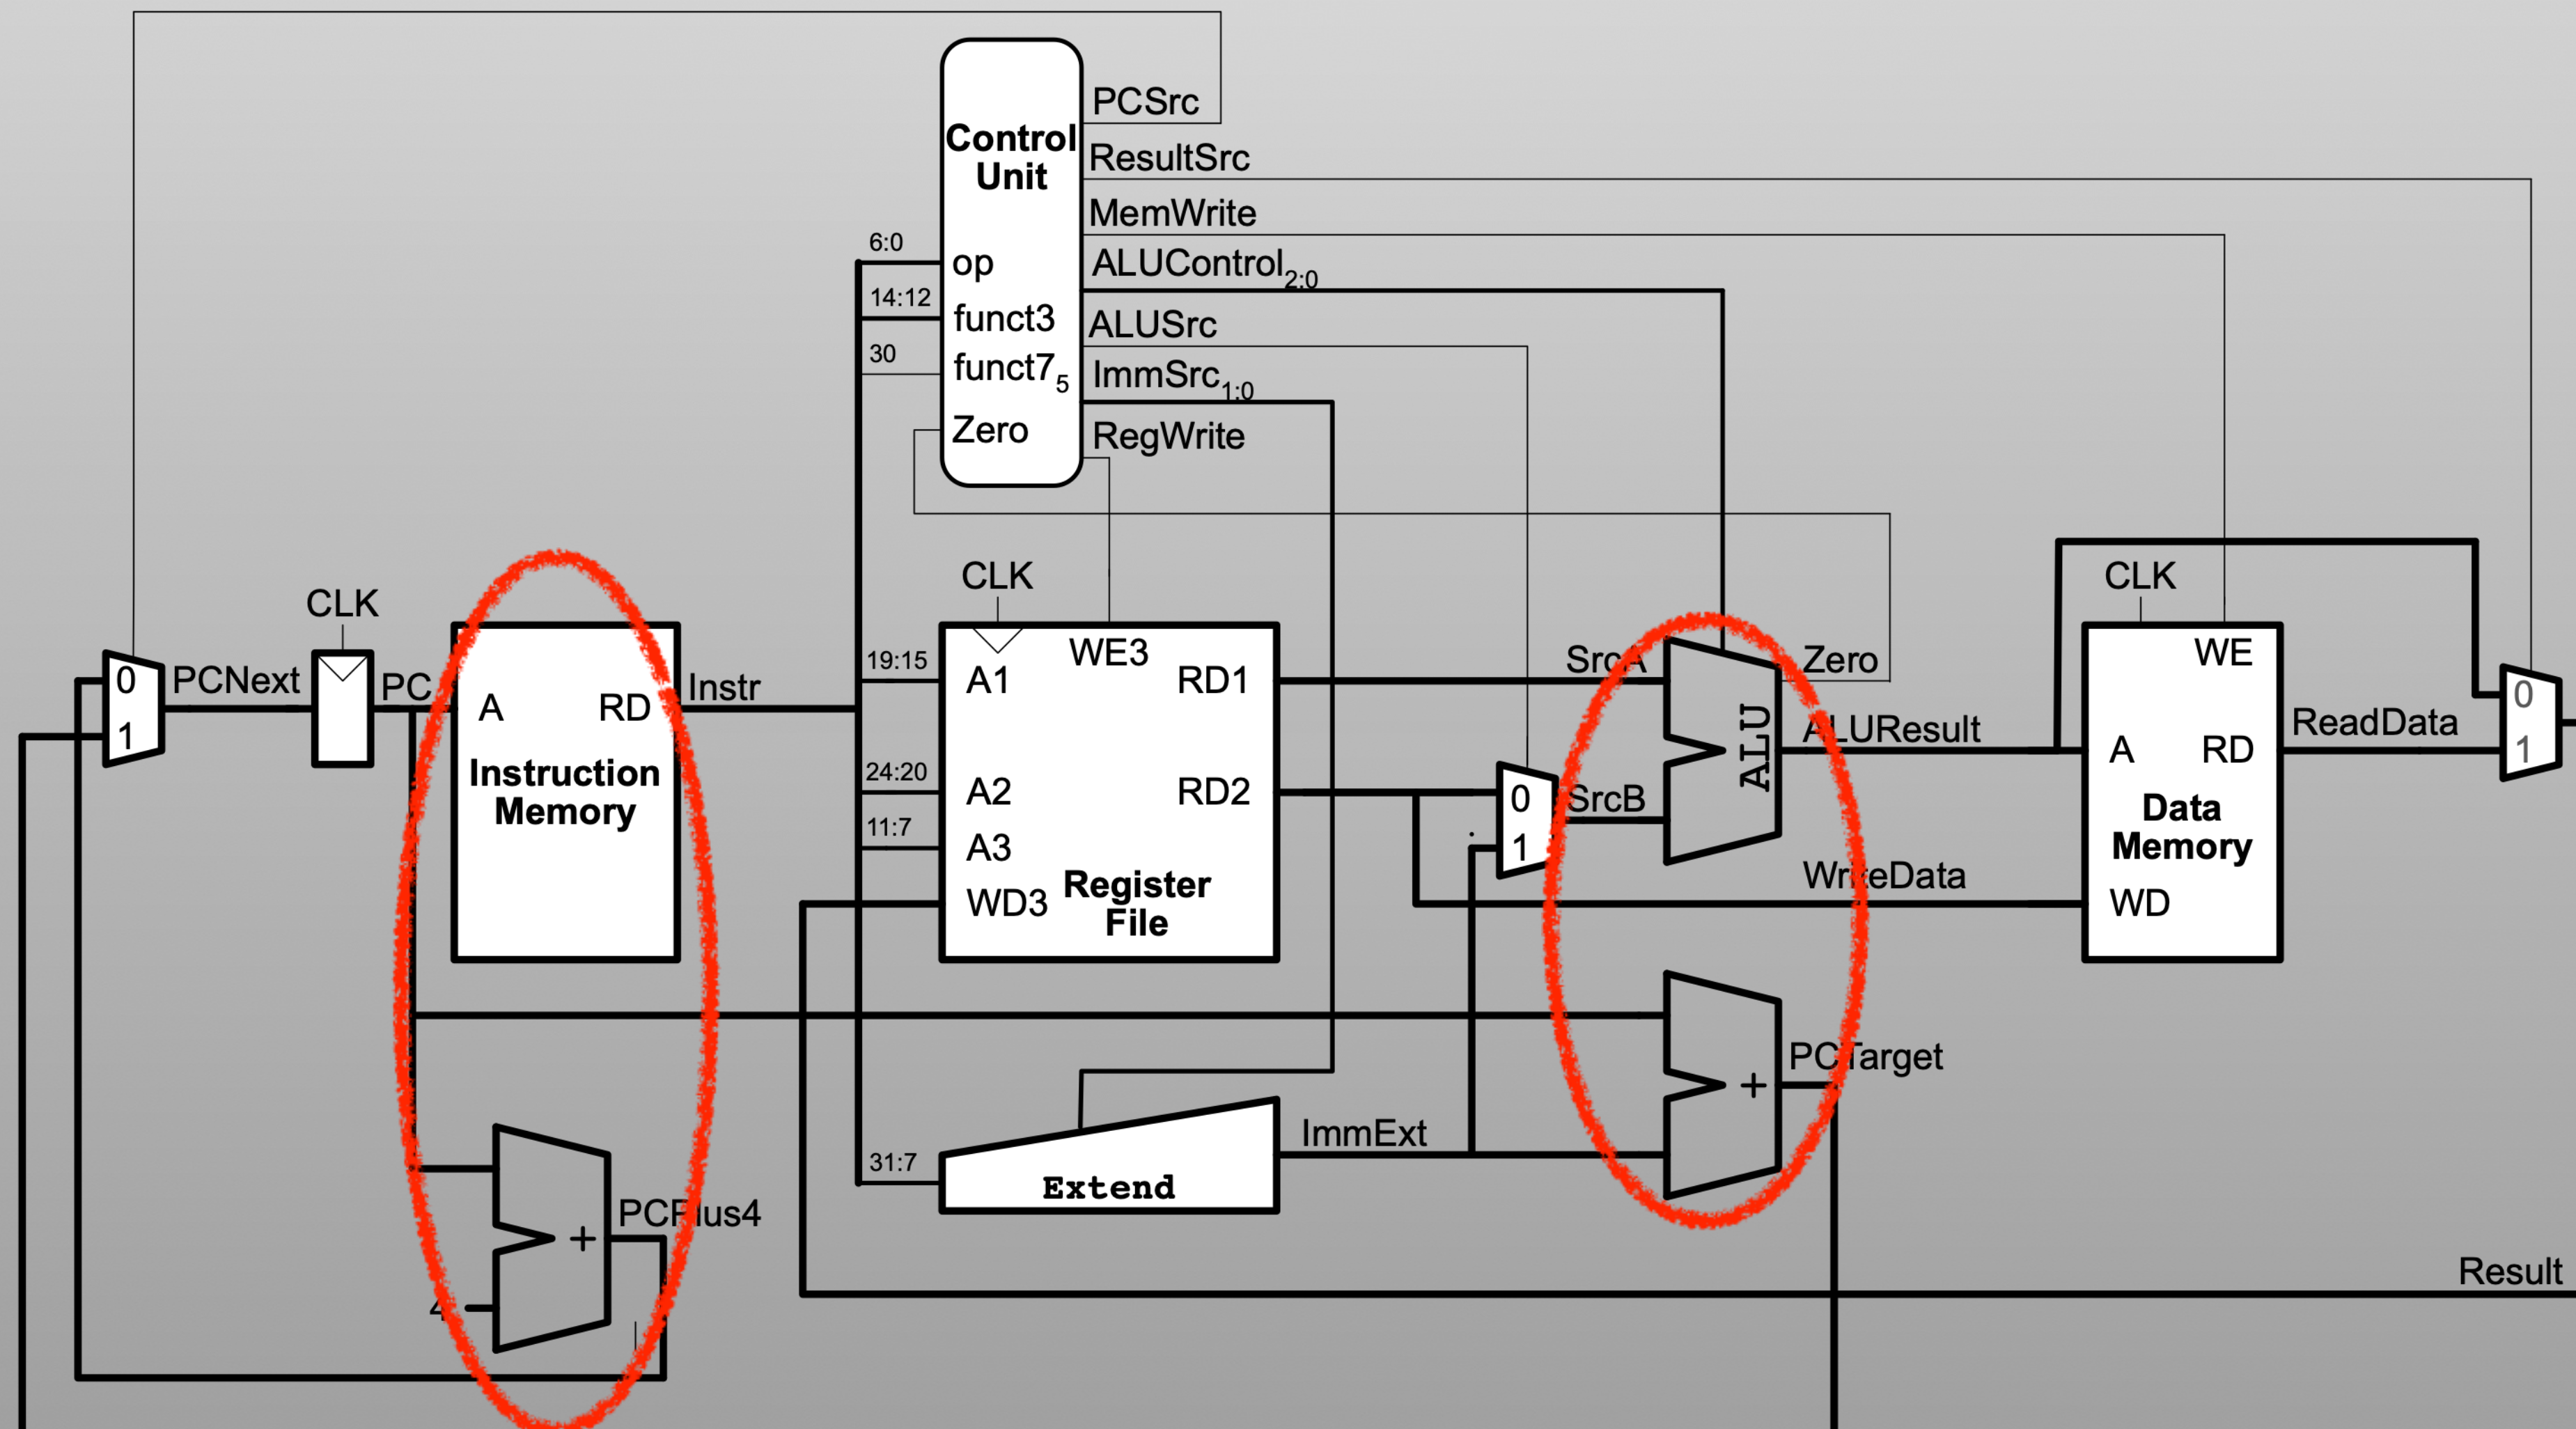 PCSrc
Control
Unit
ResultSrc
MemWrite
6:0
op
ALUControl2:0
14:12
funct3
ALUSrc
30
funct75
ImmSrc1:0
Zero
RegWrite
CLK
CLK
CLK
0
1
PCNext
PC
A
RD
Instruction
Memory
Instr
19:15
A1
WE3
RD1
24:20
A2
RD2
11:7
A3
WD3
Register
File
SrcA
Zero
0
1
SrcB
ALU
ALUResult
WriteData
WE
A
RD
Data
Memory
WD
ReadData
0
1
+
PCTarget
ImmExt
31:7
Extend
PCPlus4
+
4
Result